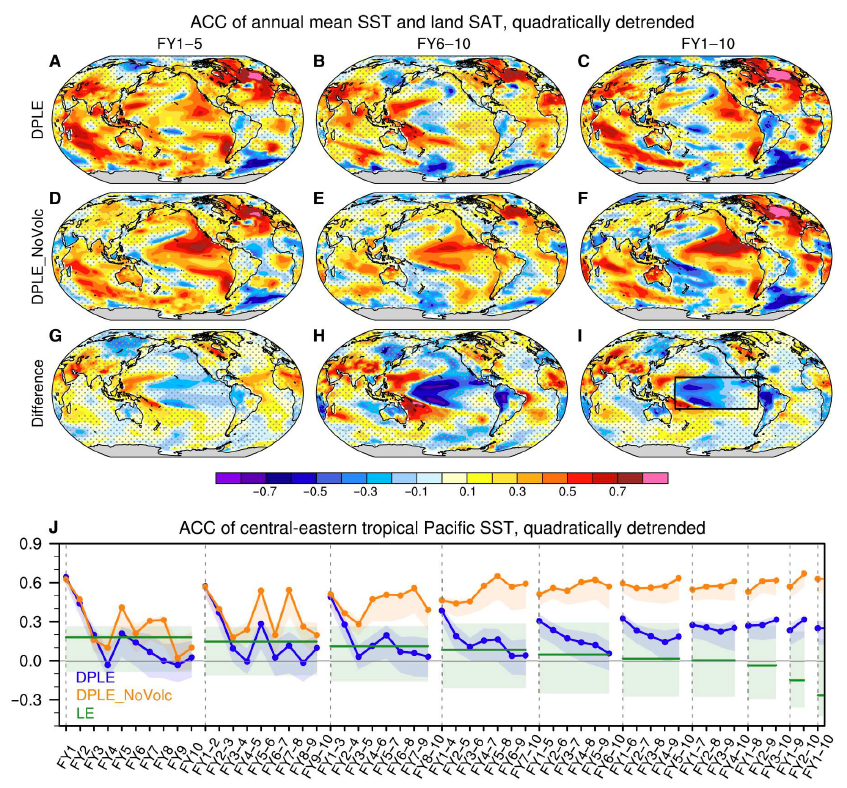 ACC of annual mean SST and land SAT, quadratically detrended
FY1−5
FY6−10
FY1−10
A
B
C
DPLE
D
E
F
DPLE_NoVolc
G
H
I
Difference
−0.7
−0.5
−0.3
−0.1
0.1
0.3
0.5
0.7
J
ACC of central-eastern tropical Pacific SST, quadratically detrended
0.9
0.6
0.3
0.0
−0.3
DPLE
DPLE_NoVolc
LE
FY1
FY2
FY3
FY4
FY5
FY6
FY7
FY8
FY9
FY10
FY1−2
FY2−3
FY3−4
FY4−5
FY5−6
FY6−7
FY7−8
FY8−9
FY9−10
FY1−3
FY2−4
FY3−5
FY4−6
FY5−7
FY6−8
FY7−9
FY8−10
FY1−4
FY2−5
FY3−6
FY4−7
FY5−8
FY6−9
FY7−10
FY1−5
FY2−6
FY3−7
FY4−8
FY5−9
FY6−10
FY1−6
FY2−7
FY3−8
FY4−9
FY5−10
FY1−7
FY2−8
FY3−9
FY4−10
FY1−8
FY2−9
FY3−10
FY1−9
FY2−10
FY1−10